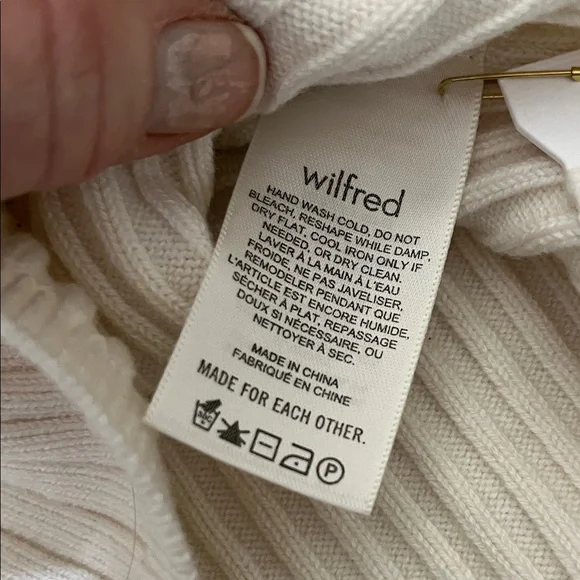 wilfred
HAND WASH COLD, DO NOT
BLEACH, RESHAPE WHILE DAMP,
DRY FLAT. COOL IRON ONLY IF
NEEDED, OR DRY CLEAN.
LAVER À LA MAIN À L'EAU
FROIDE. NE PAS JAVELISER,
REMODELER PENDANT QUE
L'ARTICLE EST ENCORE HUMIDE,
SÉCHER À PLAT, REPASSAGE
DOUX SI NÉCESSAIRE, OU
NETTOYER À SEC.
MADE IN CHINA
FABRIQUÉ EN CHINE
MADE FOR EACH OTHER.
P